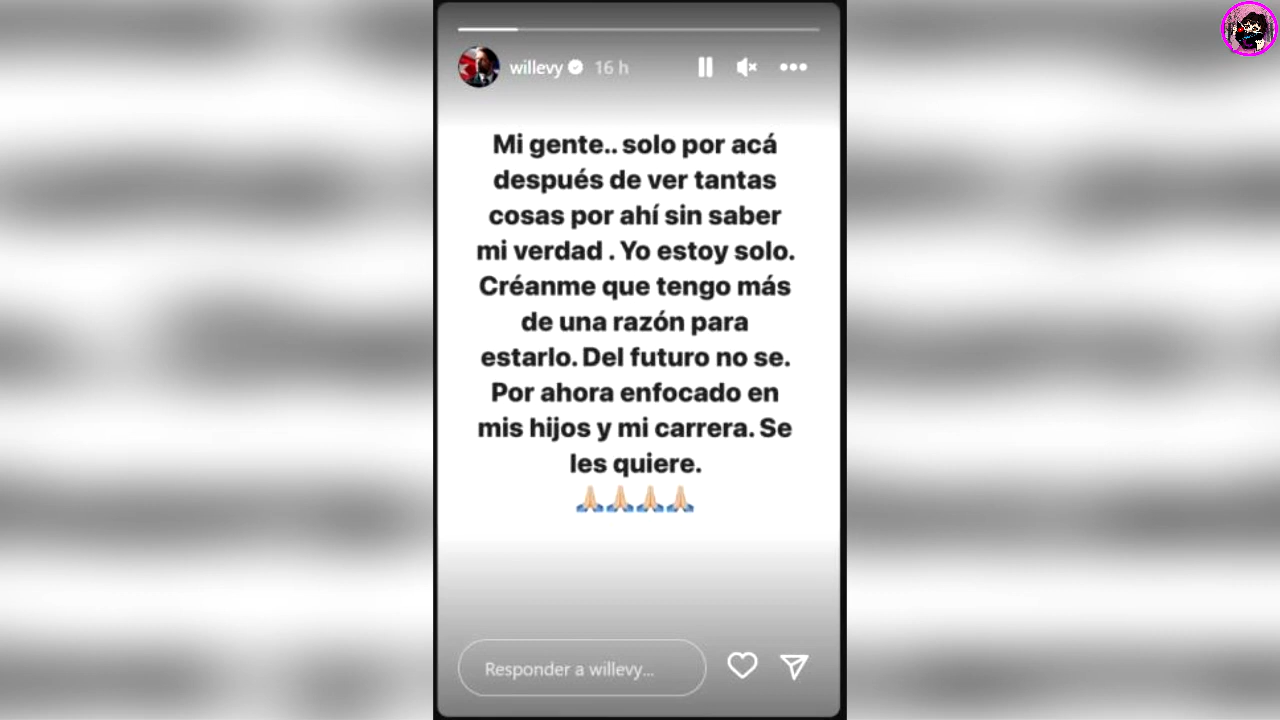 willevy 16 h
Mi gente.. solo por acá
después de ver tantas
cosas por ahí sin saber
mi verdad . Yo estoy solo.
Créanme que tengo más
de una razón para
estarlo. Del futuro no se.
Por ahora enfocado en
mis hijos y mi carrera. Se
les quiere.
🙏🏼🙏🏼🙏🏼🙏🏼
Responder a willevy...